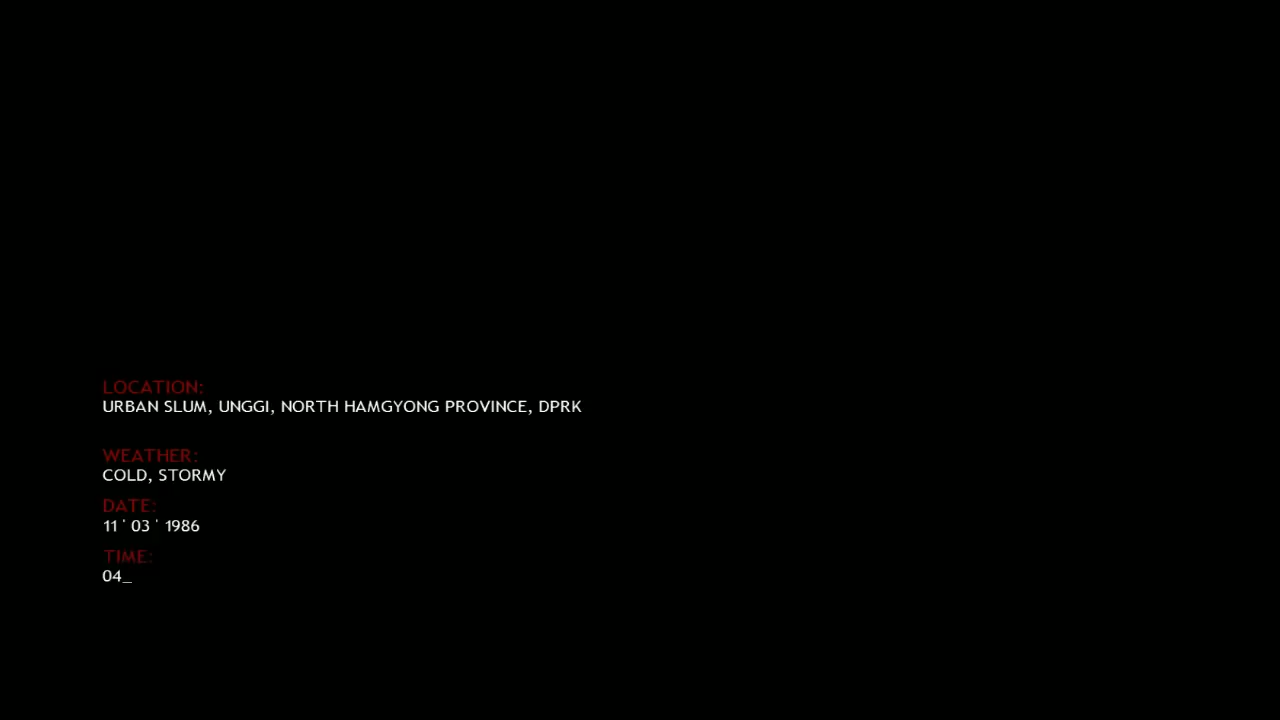 LOCATION:
URBAN SLUM, UNGGI, NORTH HAMGYONG PROVINCE, DPRK
WEATHER:
COLD, STORMY
DATE:
11 ' 03 ' 1986
TIME:
04_